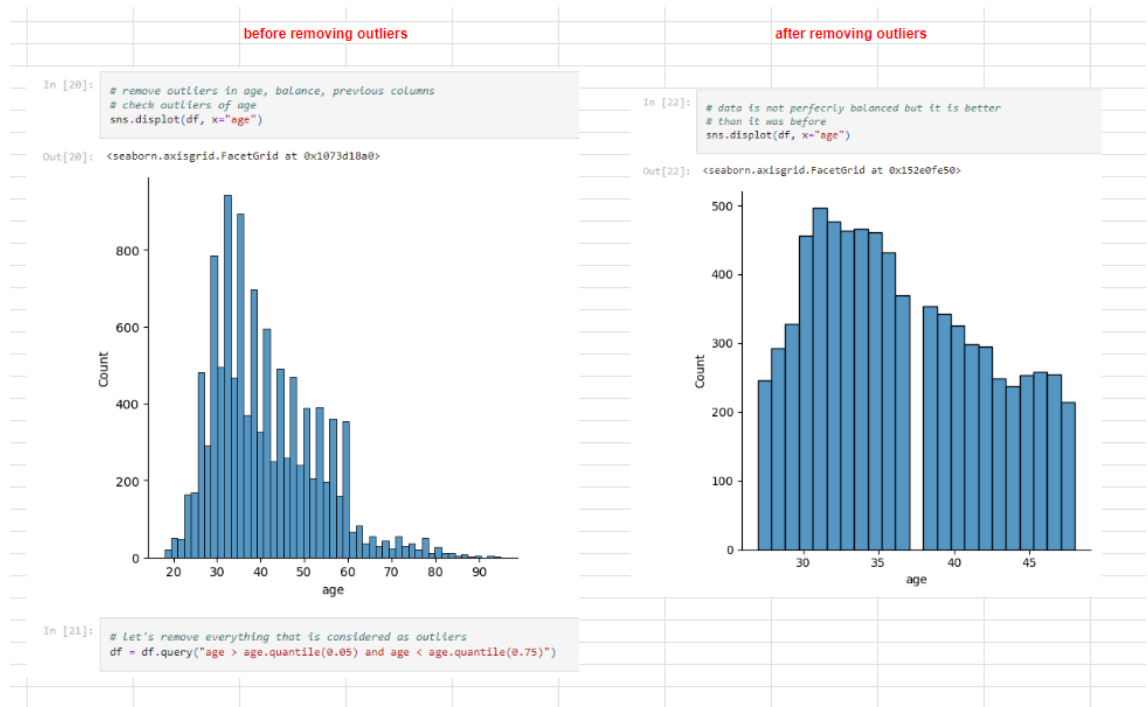 before removing outliers
In [20]:
# remove outliers in age, balance, previous columns
# check outliers of age
sns.displot(df, x="age")
Out[20]: <seaborn.axisgrid.FacetGrid at 0x1073d18a0>
800
600
400
200
0
Count
20 30 40 50 60 70 80 90
age
In [21]:
# let's remove everything that is considered as outliers
df = df.query("age > age.quantile(0.05) and age < age.quantile(0.75)")
after removing outliers
In [22]:
# data is not perfecrly balanced but it is better
# than it was before
sns.displot(df, x="age")
Out[22]: <seaborn.axisgrid.FacetGrid at 0x152e0fe50>
500
400
300
200
100
0
Count
30 35 40 45
age